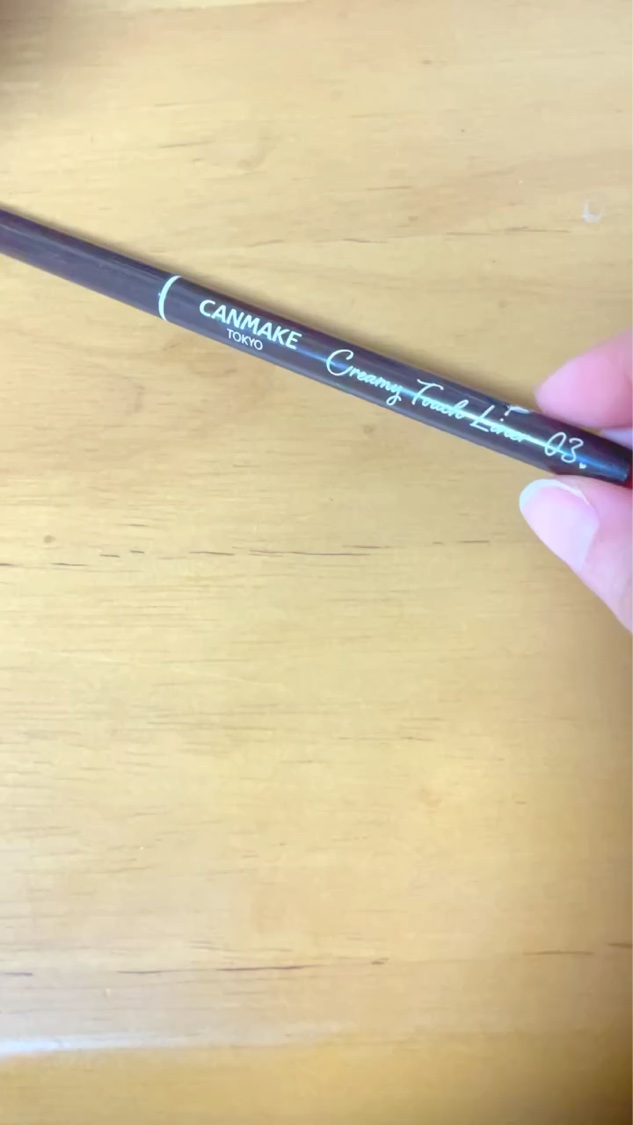 CANMAKE
TOKYO
Creamy Touch Liner 03.